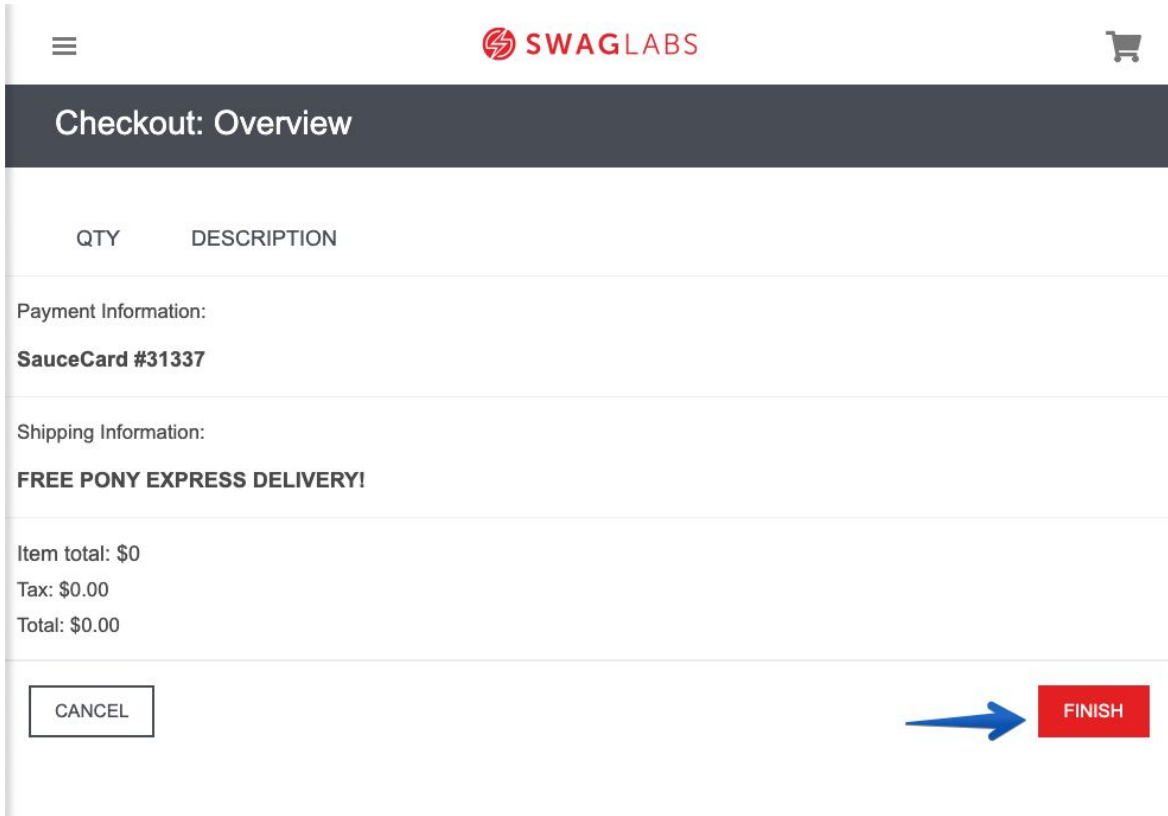 SWAGLABS
Checkout: Overview
QTY DESCRIPTION
Payment Information:
SauceCard #31337
Shipping Information:
FREE PONY EXPRESS DELIVERY!
Item total: $0
Tax: $0.00
Total: $0.00
CANCEL FINISH